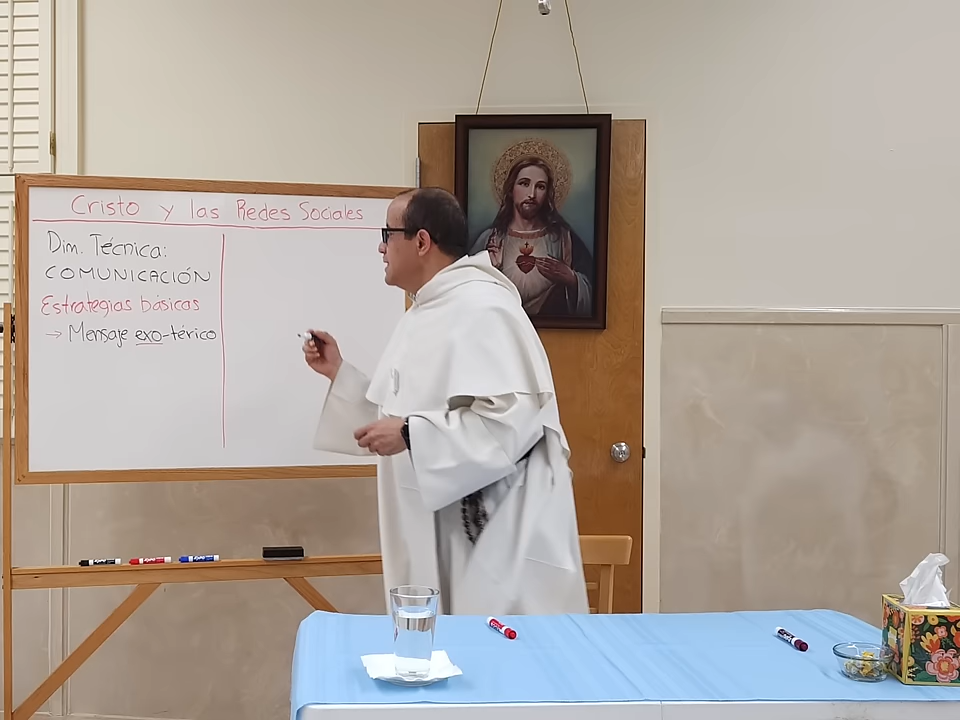 Cristo y las Redes Sociales
Dim. Técnica:
COMUNICACIÓN
Estrategias básicas
→ Mensaje exo-térico